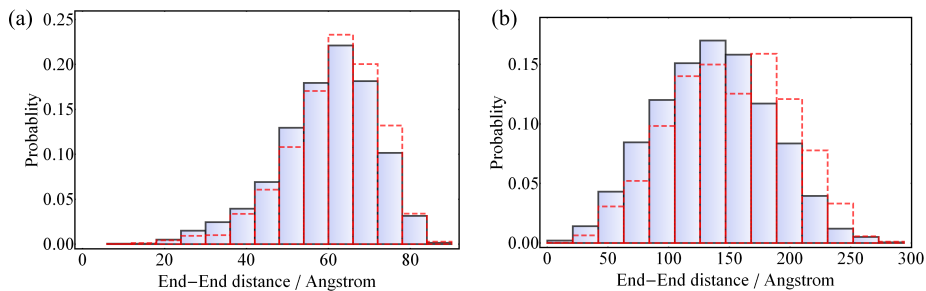 (a)
0.25
0.20
0.15
0.10
0.05
0.00
Probablity
0 20 40 60 80
End−End distance / Angstrom
(b)
0.15
0.10
0.05
0.00
Probablity
0 50 100 150 200 250 300
End−End distance / Angstrom